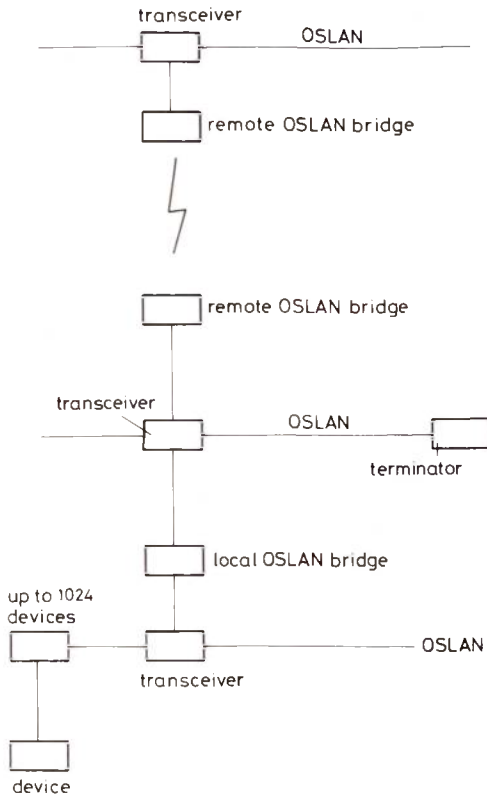 transceiver
OSLAN
remote OSLAN bridge
remote OSLAN bridge
transceiver
OSLAN
terminator
local OSLAN bridge
up to 1024
devices
OSLAN
transceiver
device